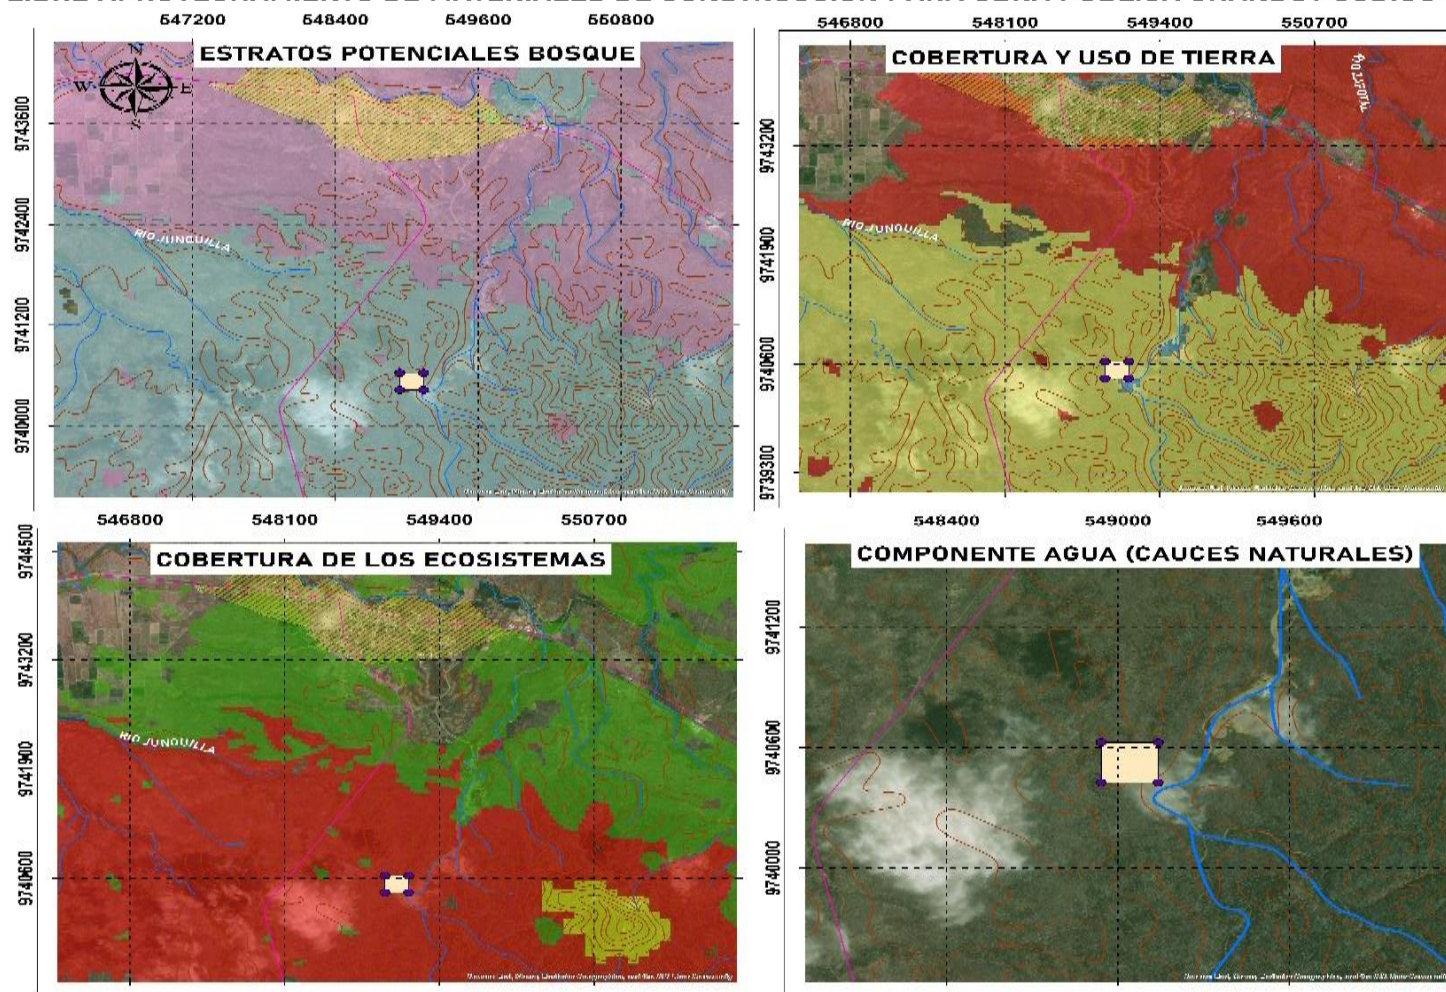 547200 548400 549600 550800
ESTRATOS POTENCIALES BOSQUE
N
W E
S
9743600
9742400
9741200
9740000
RIO JUNQUILLA
546800 548100 549400 550700
COBERTURA Y USO DE TIERRA
9743200
9741900
9740600
9739300
RIO JUNQUILLA
546800 548100 549400 550700
COBERTURA DE LOS ECOSISTEMAS
9744500
9743200
9741900
9740600
RIO JUNQUILLA
548400 549000 549600
COMPONENTE AGUA (CAUCES NATURALES)
9741200
9740600
9740000